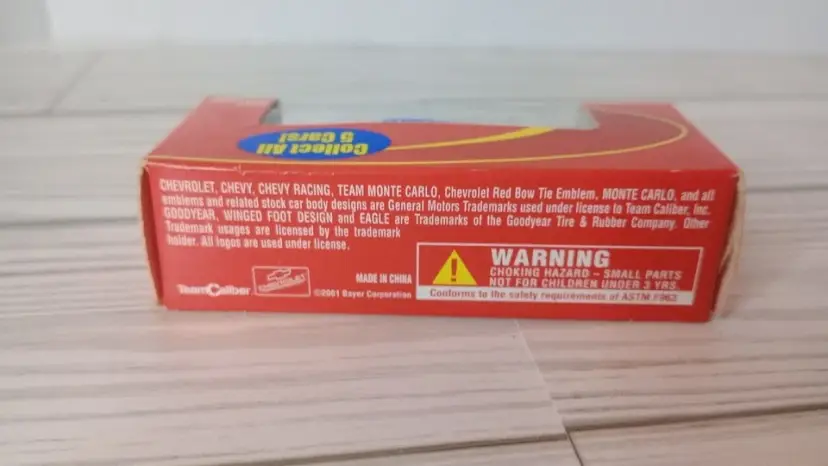 Collect All
5 Cars!
CHEVROLET, CHEVY, CHEVY RACING, TEAM MONTE CARLO, Chevrolet Red Bow Tie Emblem, MONTE CARLO, and all
emblems and related stock car body designs are General Motors Trademarks used under license to Team Caliber, Inc.
GOODYEAR, WINGED FOOT DESIGN and EAGLE are Trademarks of the Goodyear Tire & Rubber Company. Other
Trademark usages are licensed by the trademark
holder. All logos are used under license.
TeamCaliber
CHEVROLET
MADE IN CHINA
©2001 Bayer Corporation
WARNING
CHOKING HAZARD – SMALL PARTS
NOT FOR CHILDREN UNDER 3 YRS.
Conforms to the safety requirements of ASTM F963